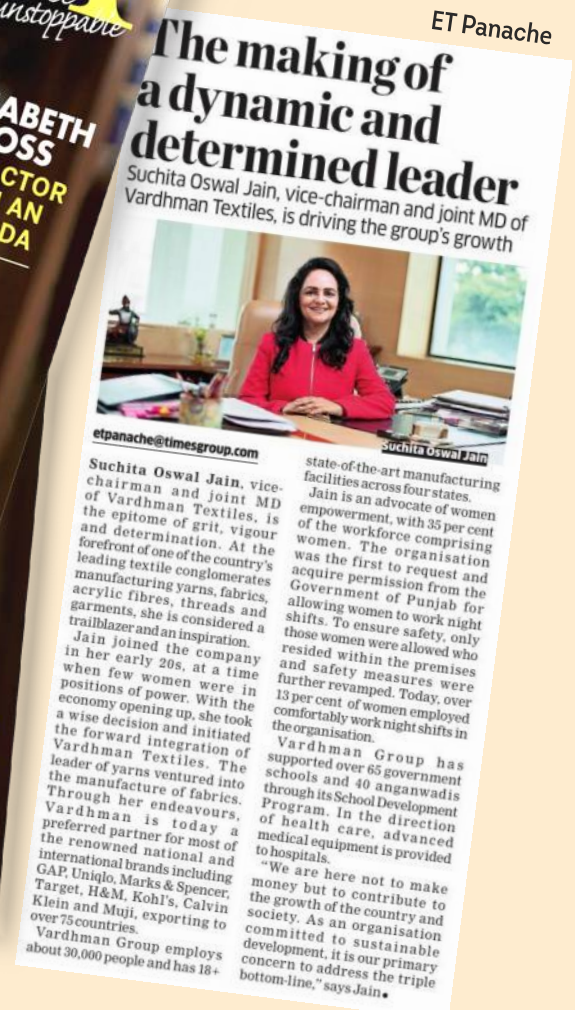 unstoppable
ABETH
OSS
CTOR
AN
DA
ET Panache
The making of
a dynamic and
determined leader
Suchita Oswal Jain, vice-chairman and joint MD of
Vardhman Textiles, is driving the group's growth
etpanache@timesgroup.com
Suchita Oswal Jain
Suchita Oswal Jain, vice-
chairman and joint MD
of Vardhman Textiles, is
the epitome of grit, vigour
and determination. At the
forefront of one of the country's
leading textile conglomerates
manufacturing yarns, fabrics,
acrylic fibres, threads and
garments, she is considered a
trailblazer and an inspiration.
Jain joined the company
in her early 20s, at a time
when few women were in
positions of power. With the
economy opening up, she took
a wise decision and initiated
the forward integration of
Vardhman Textiles. The
leader of yarns ventured into
the manufacture of fabrics.
Through her endeavours,
Vardhman is today a
preferred partner for most of
the renowned national and
international brands including
GAP, Uniqlo, Marks & Spencer,
Target, H&M, Kohl's, Calvin
Klein and Muji, exporting to
over 75 countries.
Vardhman Group employs
about 30,000 people and has 18+
state-of-the-art manufacturing
facilities across four states.
Jain is an advocate of women
empowerment, with 35 per cent
of the workforce comprising
women. The organisation
was the first to request and
acquire permission from the
Government of Punjab for
allowing women to work night
shifts. To ensure safety, only
those women were allowed who
resided within the premises
and safety measures were
further revamped. Today, over
13 per cent of women employed
comfortably work night shifts in
the organisation.
Vardhman Group has
supported over 65 government
schools and 40 anganwadis
through its School Development
Program. In the direction
of health care, advanced
medical equipment is provided
to hospitals.
"We are here not to make
money but to contribute to
the growth of the country and
society. As an organisation
committed to sustainable
development, it is our primary
concern to address the triple
bottom-line," says Jain●